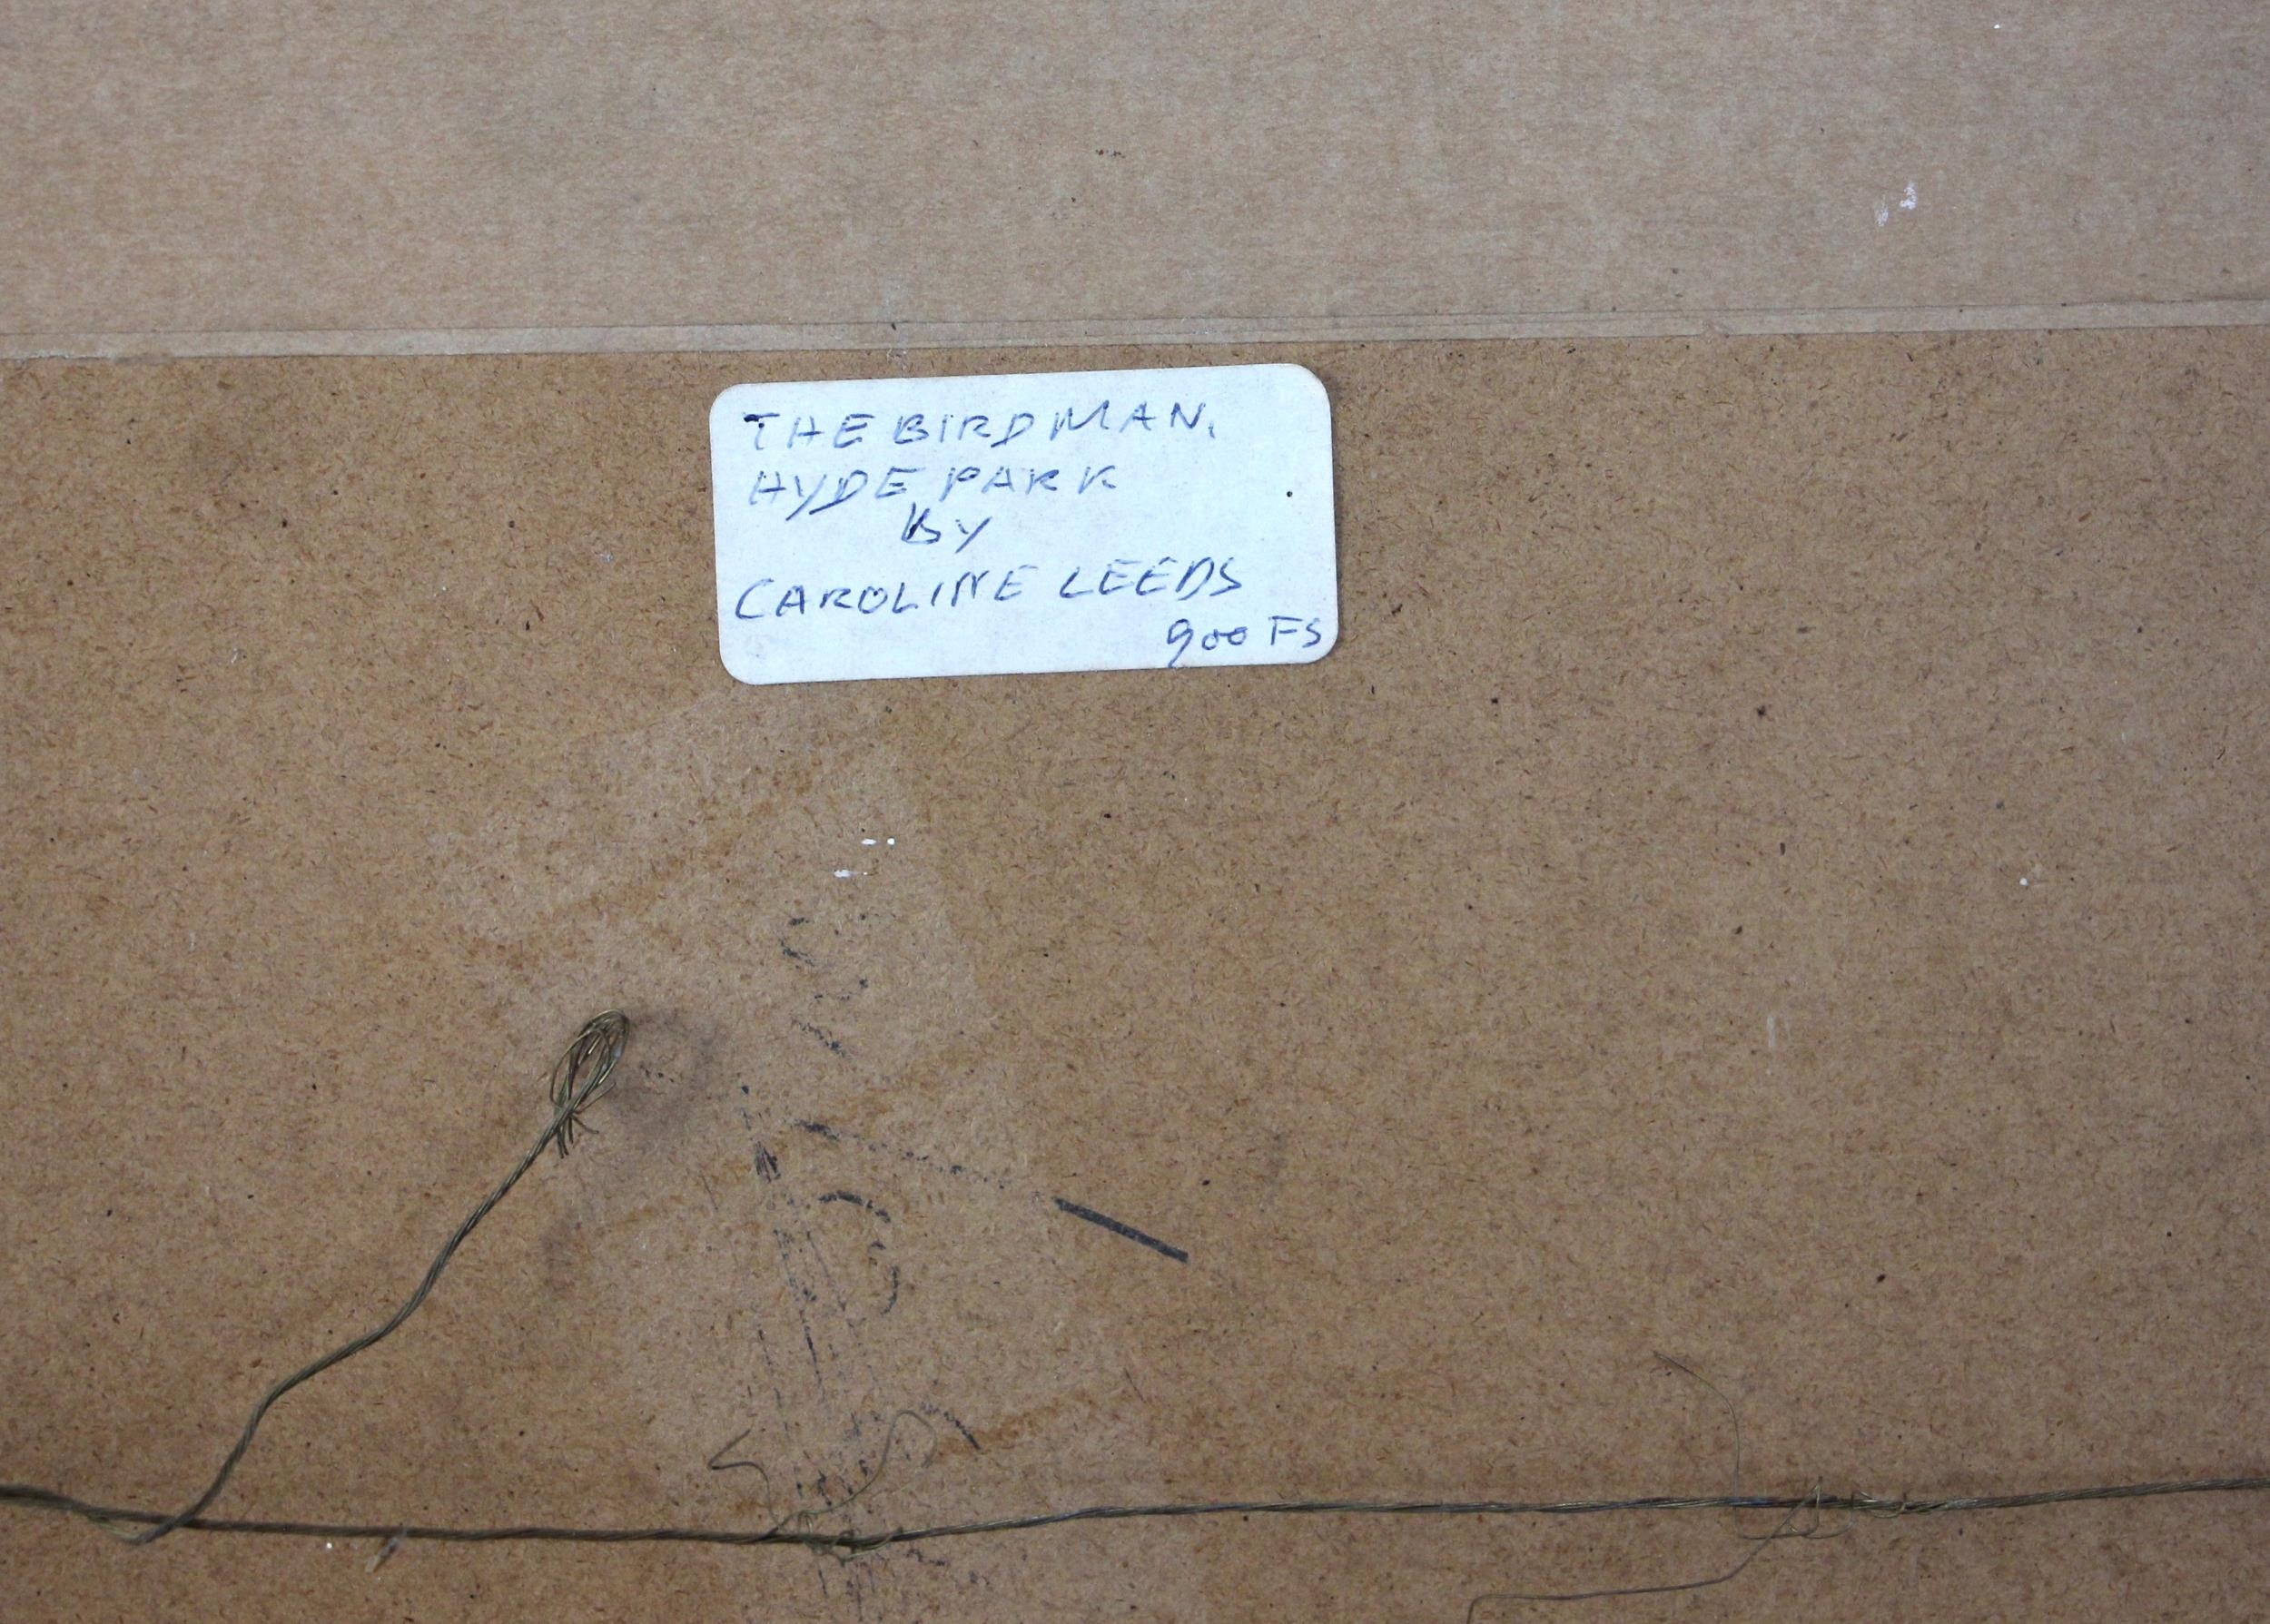 THE BIRDMAN.
HYDE PARK
BY
CAROLINE LEEDS
900 FS